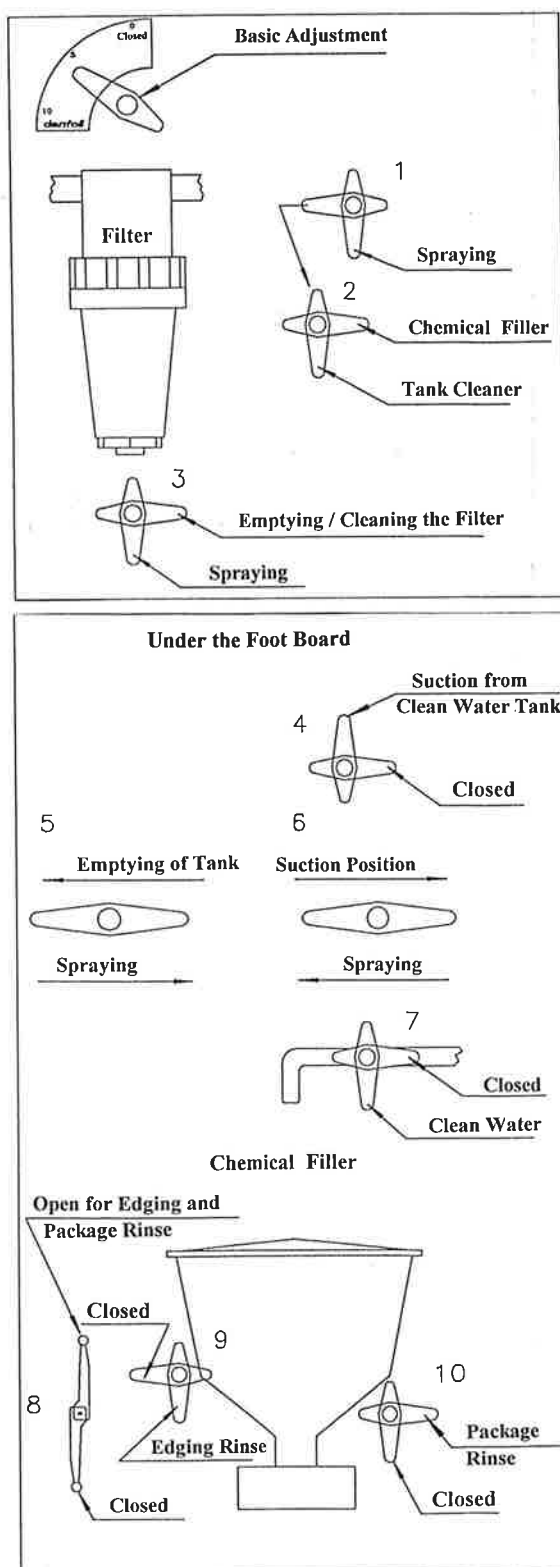 0
Closed
5
10
danfoil
Basic Adjustment
Filter
1
Spraying
2
Chemical Filler
Tank Cleaner
3
Emptying / Cleaning the Filter
Spraying
Under the Foot Board
Suction from
Clean Water Tank
4
Closed
5
6
Emptying of Tank
Suction Position
Spraying
Spraying
7
Closed
Clean Water
Chemical Filler
Open for Edging and
Package Rinse
Closed
9
8
10
Edging Rinse
Package
Rinse
Closed
Closed